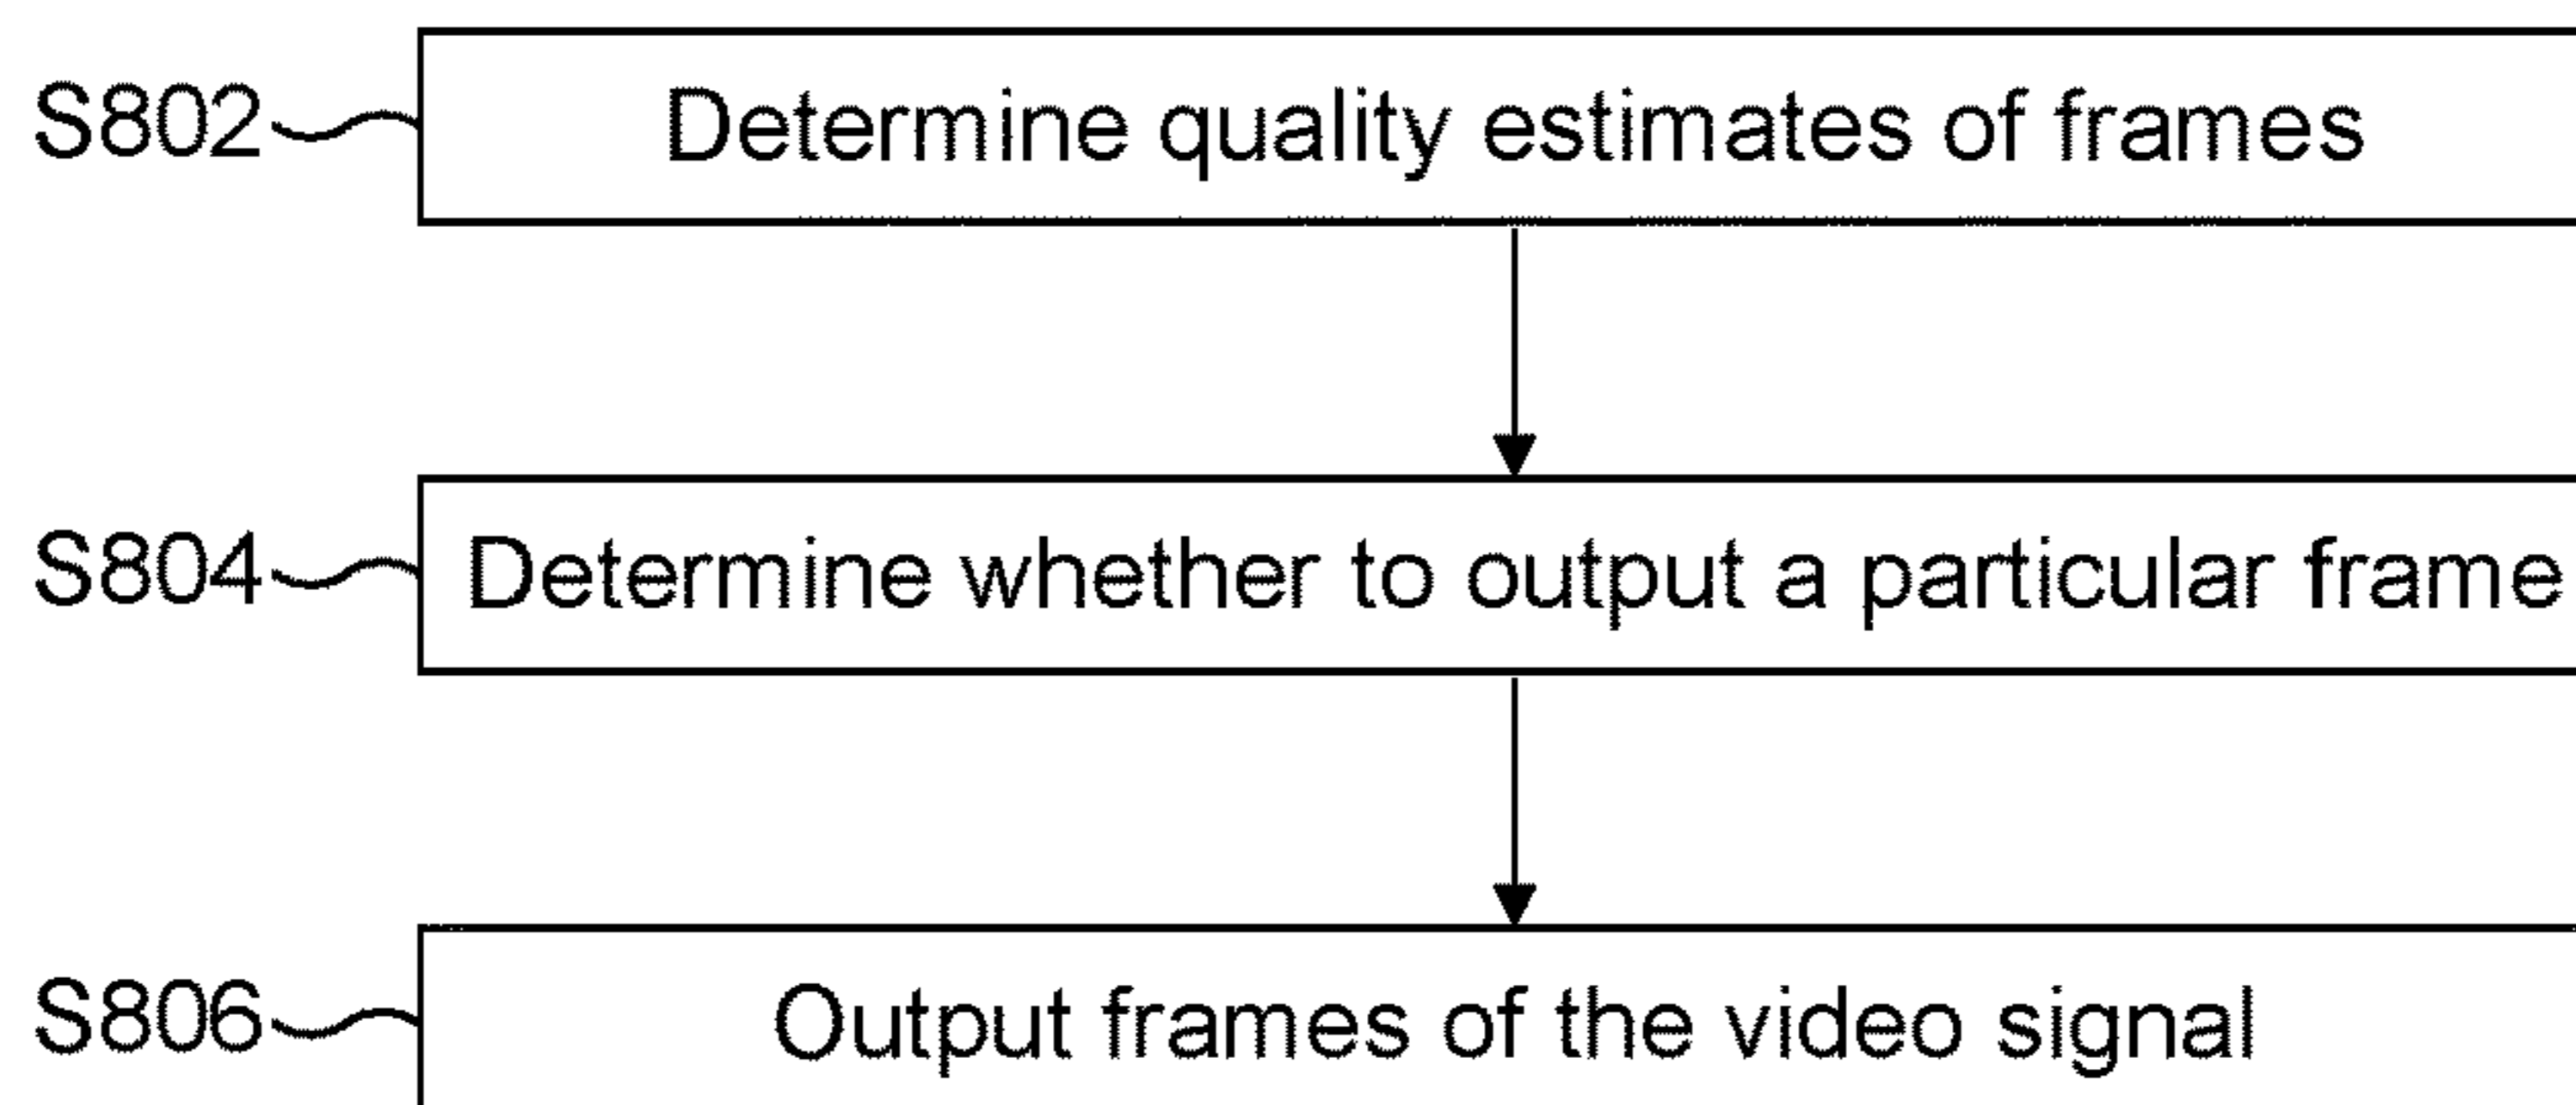 S802 Determine quality estimates of frames
S804 Determine whether to output a particular frame
S806 Output frames of the video signal